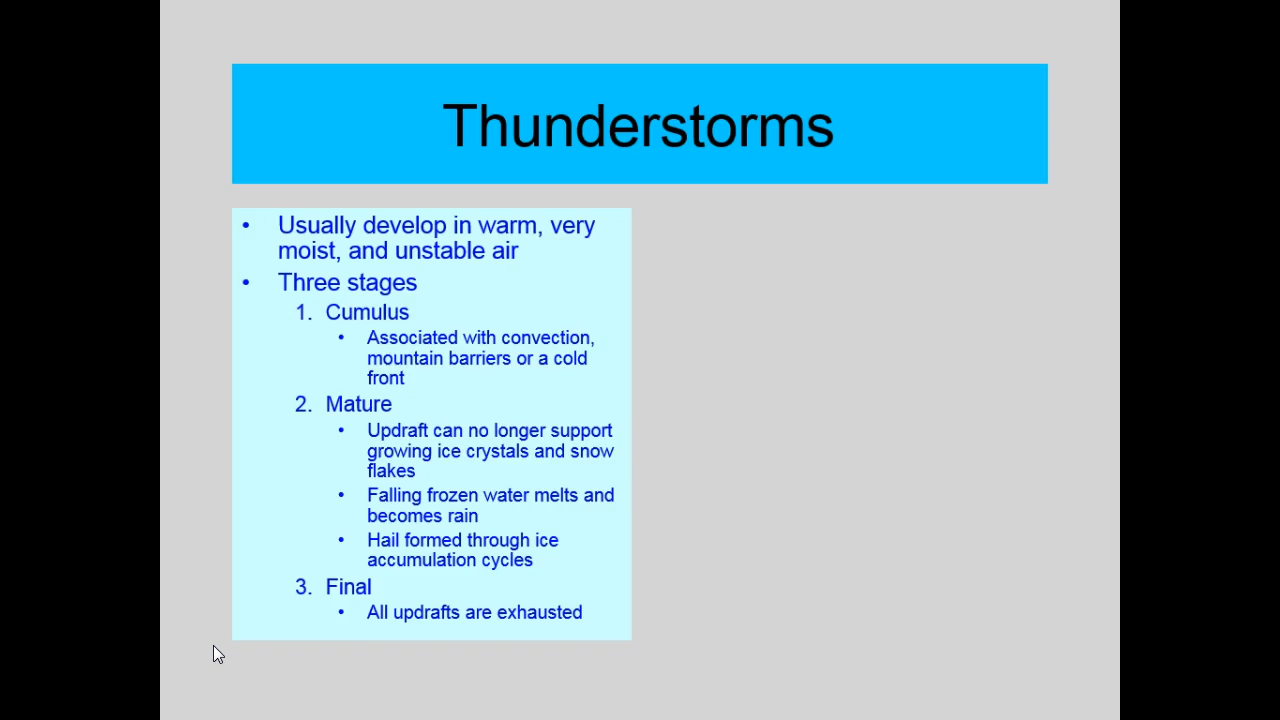 Thunderstorms
• Usually develop in warm, very
moist, and unstable air
• Three stages
1. Cumulus
• Associated with convection,
mountain barriers or a cold
front
2. Mature
• Updraft can no longer support
growing ice crystals and snow
flakes
• Falling frozen water melts and
becomes rain
• Hail formed through ice
accumulation cycles
3. Final
• All updrafts are exhausted